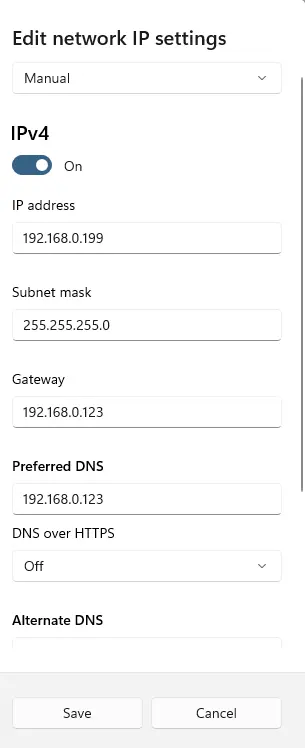 Edit network IP settings
Manual
IPv4
On
IP address
192.168.0.199
Subnet mask
255.255.255.0
Gateway
192.168.0.123
Preferred DNS
192.168.0.123
DNS over HTTPS
Off
Alternate DNS
Save Cancel